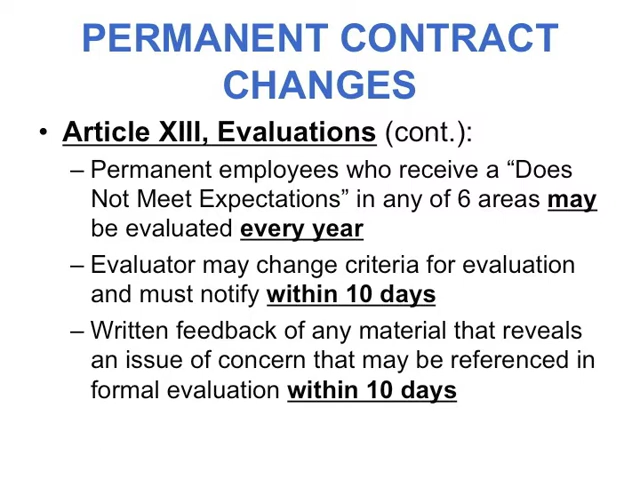 PERMANENT CONTRACT
CHANGES
• Article XIII, Evaluations (cont.):
– Permanent employees who receive a “Does
Not Meet Expectations” in any of 6 areas may
be evaluated every year
– Evaluator may change criteria for evaluation
and must notify within 10 days
– Written feedback of any material that reveals
an issue of concern that may be referenced in
formal evaluation within 10 days